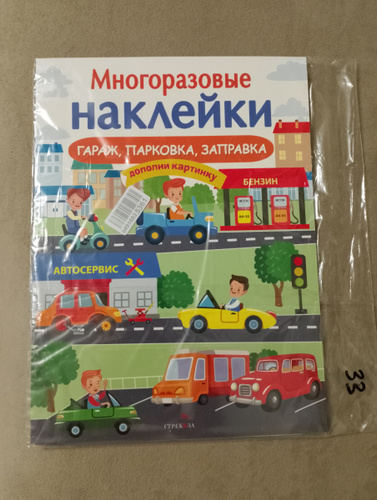 Многоразовые
наклейки
ГАРАЖ, ПАРКОВКА, ЗАПРАВКА
дополни картинку
БЕНЗИН
АВТОСЕРВИС
СТРЕКОЗА
33